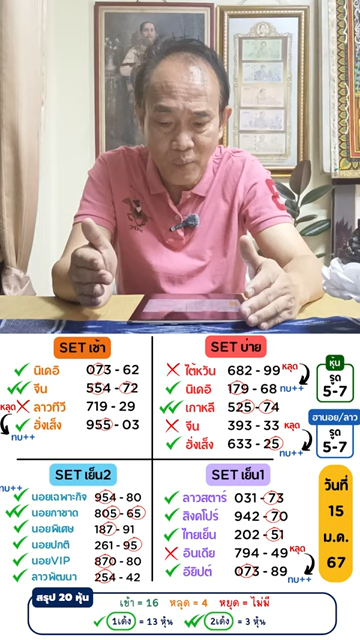 SET เช้า
นิเคอิ 073 - 62
จีน 554 - 72
หลุด ลาวทีวี 719 - 29
ทบ++ ฮั่งเส็ง 955 - 03
SET บ่าย
ไต้หวัน 682 - 99 หลุด
นิเคอิ 179 - 68 ทบ++
เกาหลี 525 - 74
จีน 393 - 33 หลุด
ฮั่งเส็ง 633 - 25 ทบ++
หุ้น
รูด
5-7
ฮานอย/ลาว
รูด
5-7
SET เย็น2
ทบ++
นอยเฉพาะกิจ 954 - 80
นอยกาชาด 805 - 65
นอยพิเศษ 187 - 91
นอยปกติ 261 - 95
นอยVIP 870 - 80
ลาวพัฒนา 254 - 42
SET เย็น1
ลาวสตาร์ 031 - 73
สิงคโปร์ 942 - 70
ไทยเย็น 202 - 51
อินเดีย 794 - 49 หลุด
อียิปต์ 073 - 89 ทบ++
วันที่
15
ม.ค.
67
สรุป 20 หุ้น
เข้า = 16 หลุด = 4 หยุด = ไม่มี
1เด้ง = 13 หุ้น 2เด้ง = 3 หุ้น